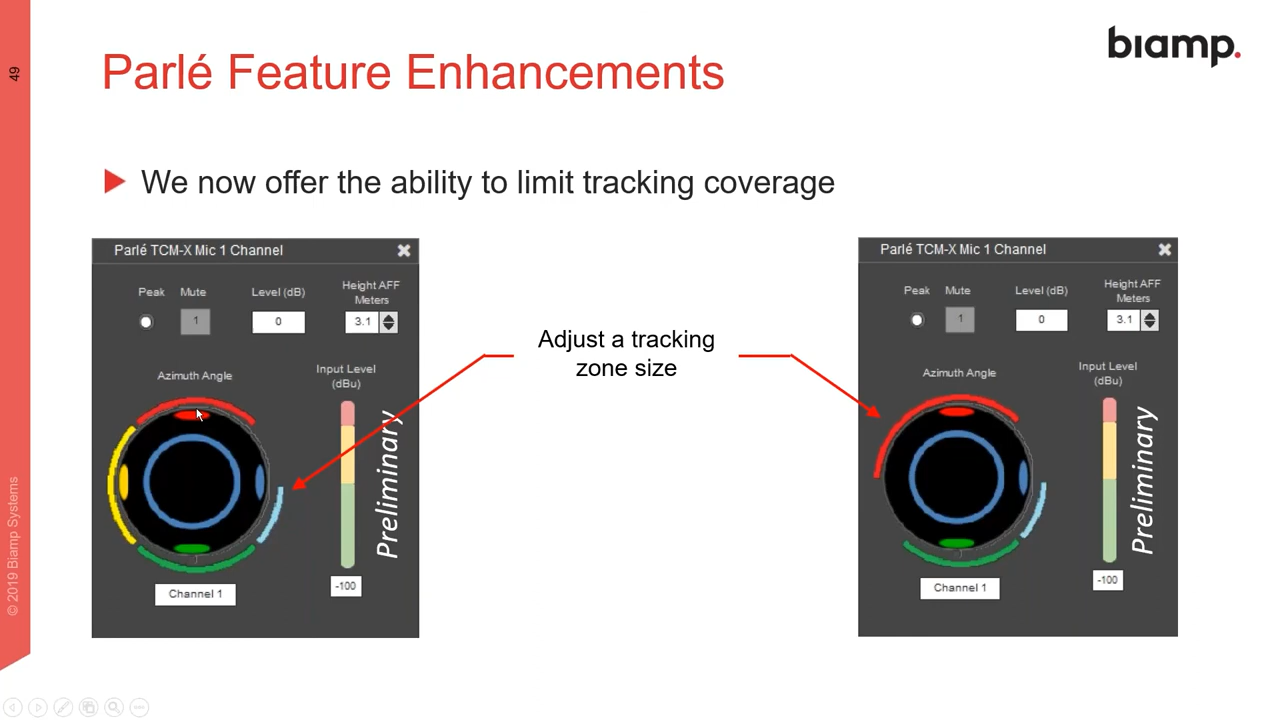 49
biamp.
Parlé Feature Enhancements
We now offer the ability to limit tracking coverage
Parlé TCM-X Mic 1 Channel
Peak
Mute
Level (dB)
Height AFF
Meters
1
0
3.1
Azimuth Angle
Input Level
(dBu)
Preliminary
-100
Channel 1
Adjust a tracking
zone size
Parlé TCM-X Mic 1 Channel
Peak
Mute
Level (dB)
Height AFF
Meters
1
0
3.1
Azimuth Angle
Input Level
(dBu)
Preliminary
-100
Channel 1
© 2019 Biamp Systems